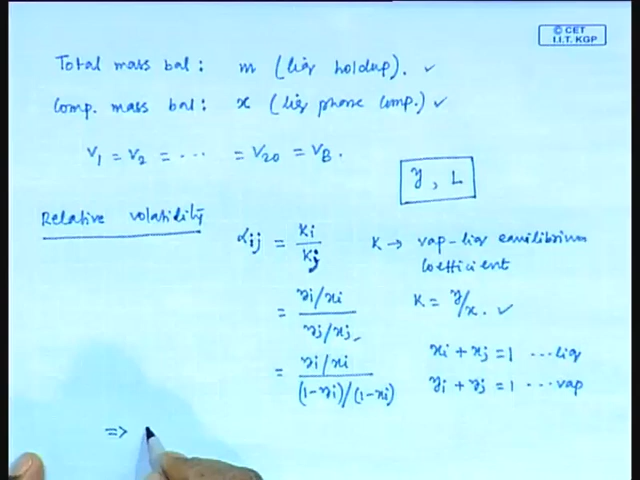 © CET
I.I.T. KGP
Total mass bal : m (liq holdup). ✓
Comp. mass bal : x (liq phase comp.) ✓
V1 = V2 = ... = V20 = VB.
y, L
Relative volatility
αij = Ki / Kj K → vap-liq equilibrium coefficient
= yi/xi / yj/xj K = y/x. ✓
= yi/xi / (1-yi)/(1-xi) xi + xj = 1 ... liq
yi + yj = 1 ... vap
=>